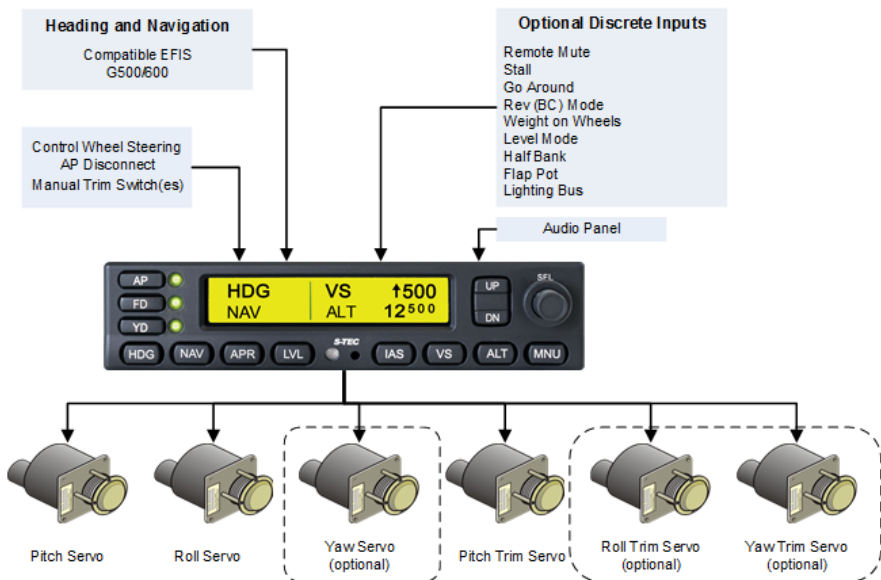 Heading and Navigation
Compatible EFIS
G500/600
Optional Discrete Inputs
Remote Mute
Stall
Go Around
Rev (BC) Mode
Weight on Wheels
Level Mode
Half Bank
Flap Pot
Lighting Bus
Control Wheel Steering
AP Disconnect
Manual Trim Switch(es)
Audio Panel
AP
FD
YD
HDG VS ↑500
NAV ALT 12500
UP
DN
SEL
HDG NAV APR LVL S-TEC IAS VS ALT MNU
Pitch Servo
Roll Servo
Yaw Servo
(optional)
Pitch Trim Servo
Roll Trim Servo
(optional)
Yaw Trim Servo
(optional)